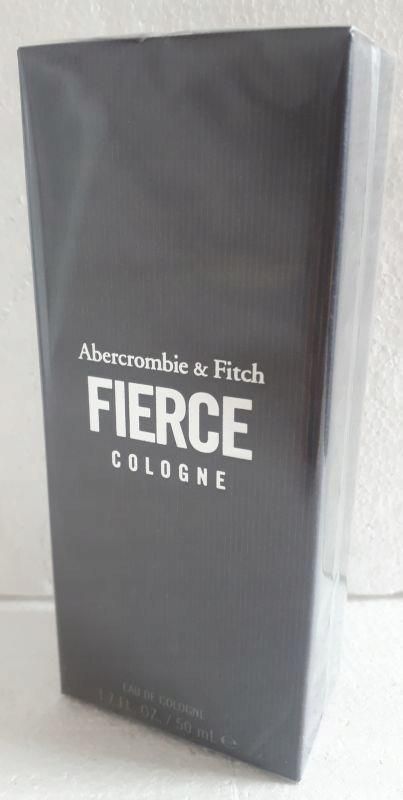 Abercrombie & Fitch
FIERCE
COLOGNE
EAU DE COLOGNE
1.7 FL. OZ. / 50 mL ℮